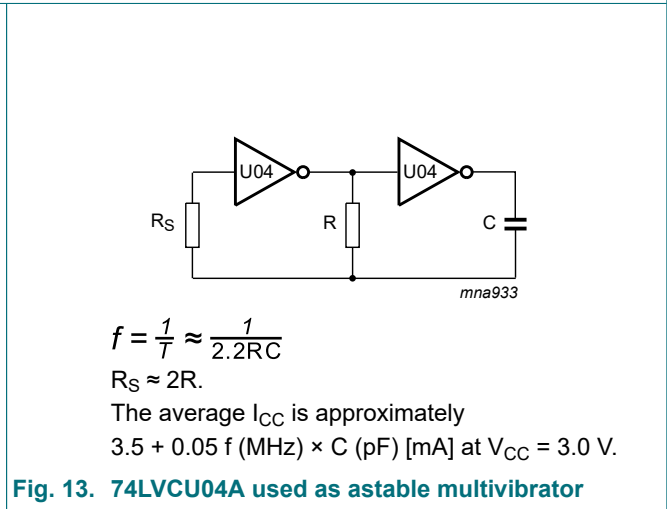 U04
U04
RS
R
C
mna933
f = 1/T ≈ 1/2.2RC
RS ≈ 2R.
The average ICC is approximately
3.5 + 0.05 f (MHz) × C (pF) [mA] at VCC = 3.0 V.
Fig. 13. 74LVCU04A used as astable multivibrator